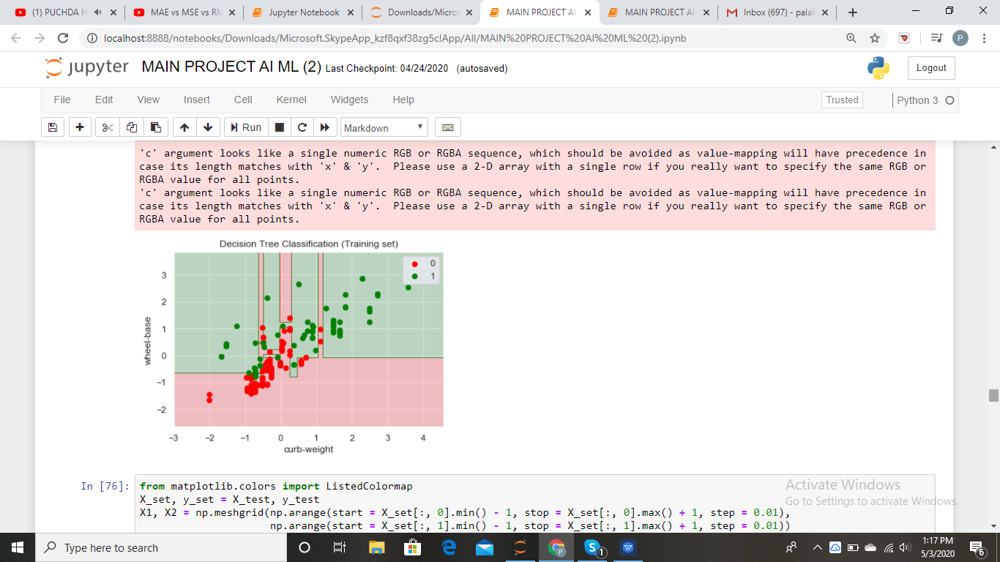 (1) PUCHDA H
MAE vs MSE vs RM
Jupyter Notebook
Downloads/Micros
MAIN PROJECT AI
MAIN PROJECT AI
Inbox (697) - palak
localhost:8888/notebooks/Downloads/Microsoft.SkypeApp_kzf8qxf38zg5c!App/All/MAIN%20PROJECT%20AI%20ML%20(2).ipynb
P
jupyter MAIN PROJECT AI ML (2) Last Checkpoint: 04/24/2020 (autosaved)
Logout
File Edit View Insert Cell Kernel Widgets Help
Trusted
Python 3
Run
Markdown
'c' argument looks like a single numeric RGB or RGBA sequence, which should be avoided as value-mapping will have precedence in
case its length matches with 'x' & 'y'.  Please use a 2-D array with a single row if you really want to specify the same RGB or
RGBA value for all points.
'c' argument looks like a single numeric RGB or RGBA sequence, which should be avoided as value-mapping will have precedence in
case its length matches with 'x' & 'y'.  Please use a 2-D array with a single row if you really want to specify the same RGB or
RGBA value for all points.
Decision Tree Classification (Training set)
0
1
3
2
1
0
−1
−2
wheel-base
−3 −2 −1 0 1 2 3 4
curb-weight
In [76]:
from matplotlib.colors import ListedColormap
X_set, y_set = X_test, y_test
X1, X2 = np.meshgrid(np.arange(start = X_set[:, 0].min() - 1, stop = X_set[:, 0].max() + 1, step = 0.01),
np.arange(start = X_set[:, 1].min() - 1, stop = X_set[:, 1].max() + 1, step = 0.01))
Activate Windows
Go to Settings to activate Windows.
Type here to search
1
1:17 PM
5/3/2020
6